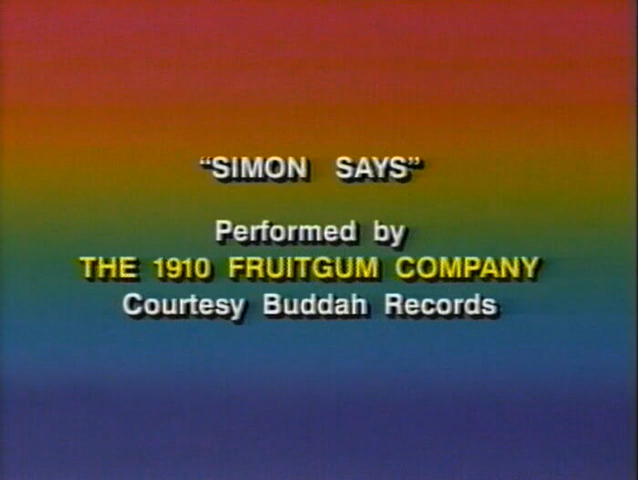 “SIMON SAYS”
Performed by
THE 1910 FRUITGUM COMPANY
Courtesy Buddah Records